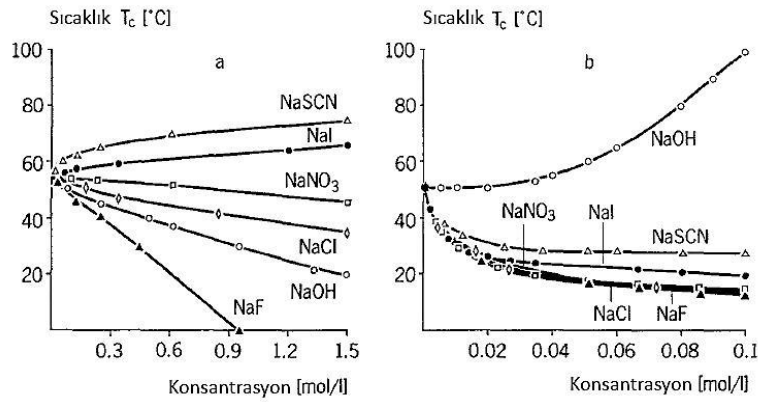 Sıcaklık T_c [°C]
100
80
60
40
20
a
NaSCN
NaI
NaNO₃
NaCl
NaOH
NaF
0.3 0.6 0.9 1.2 1.5
Konsantrasyon [mol/l]
Sıcaklık T_c [°C]
100
80
60
40
20
b
NaOH
NaNO₃ NaI
NaSCN
NaCl NaF
0.02 0.04 0.06 0.08 0.1
Konsantrasyon [mol/l]